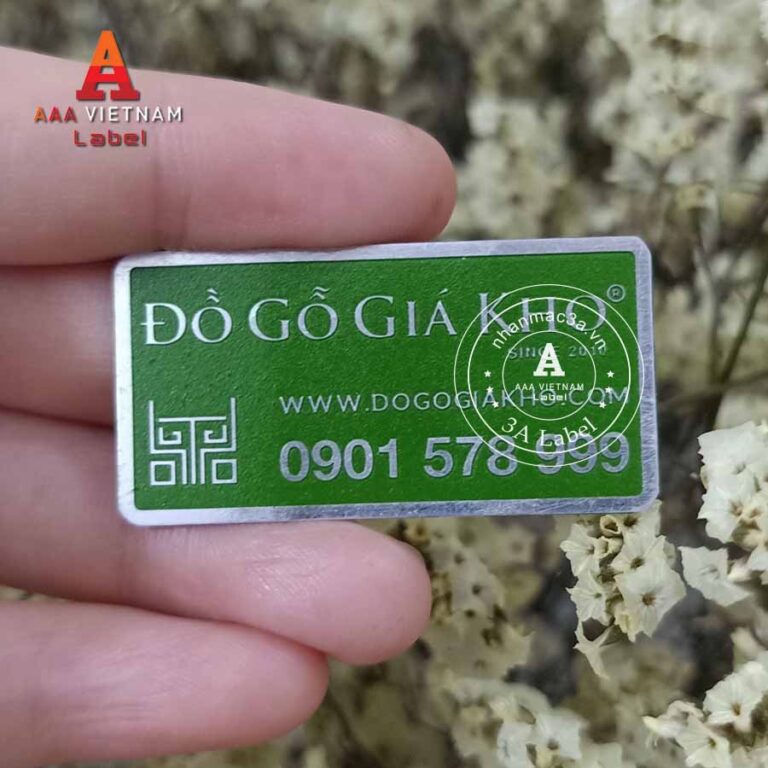 A
AAA VIETNAM
Label
ĐỒ GỖ GIÁ KHO®
SINCE 2010
WWW.DOGOGIAKHO.COM
0901 578 999
nhanmac3a.vn
A
AAA VIETNAM
Label
3A Label